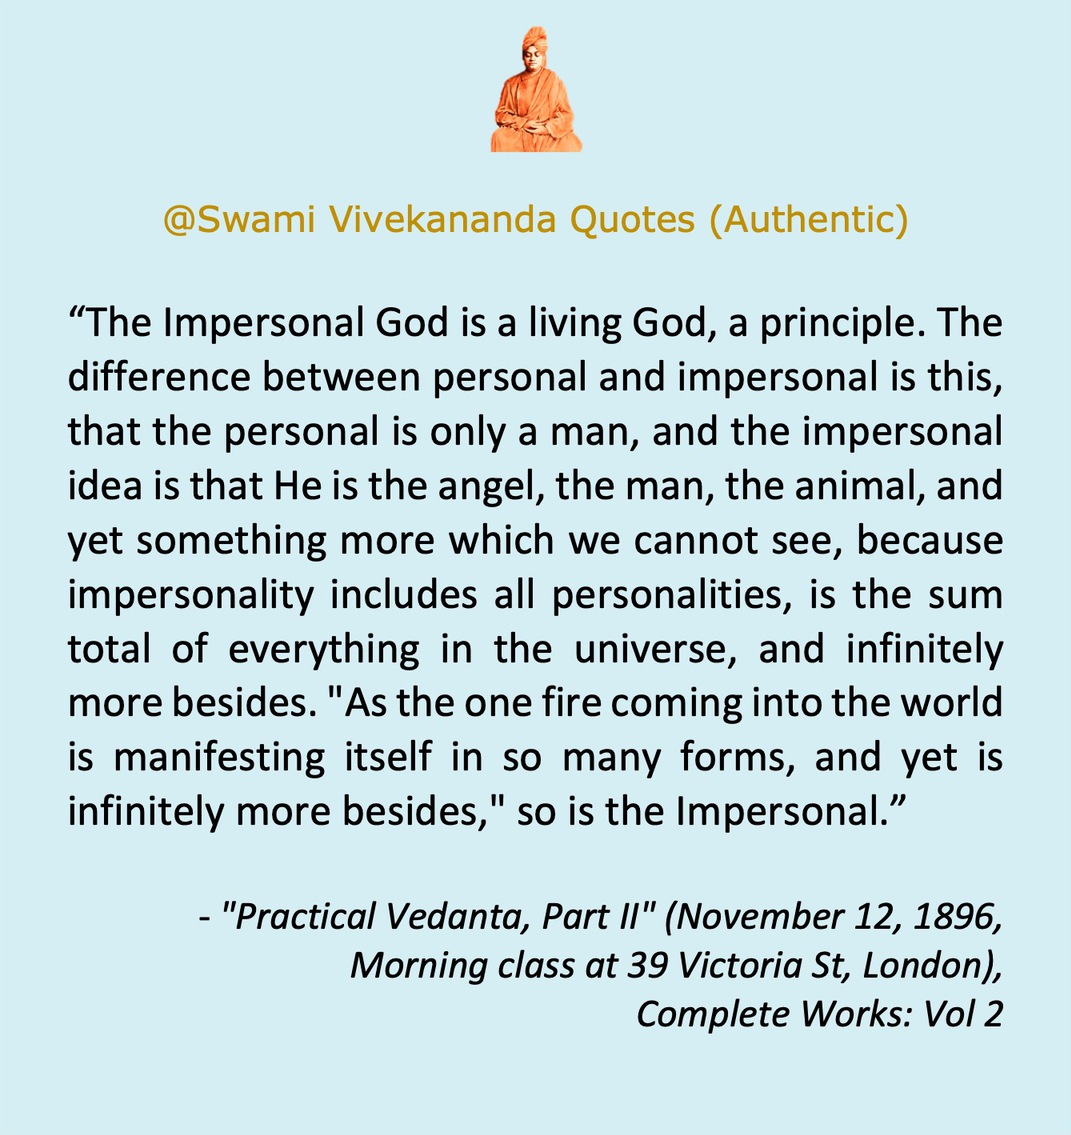 @Swami Vivekananda Quotes (Authentic)
“The Impersonal God is a living God, a principle. The
difference between personal and impersonal is this,
that the personal is only a man, and the impersonal
idea is that He is the angel, the man, the animal, and
yet something more which we cannot see, because
impersonality includes all personalities, is the sum
total of everything in the universe, and infinitely
more besides. "As the one fire coming into the world
is manifesting itself in so many forms, and yet is
infinitely more besides," so is the Impersonal.”
- "Practical Vedanta, Part II" (November 12, 1896,
Morning class at 39 Victoria St, London),
Complete Works: Vol 2